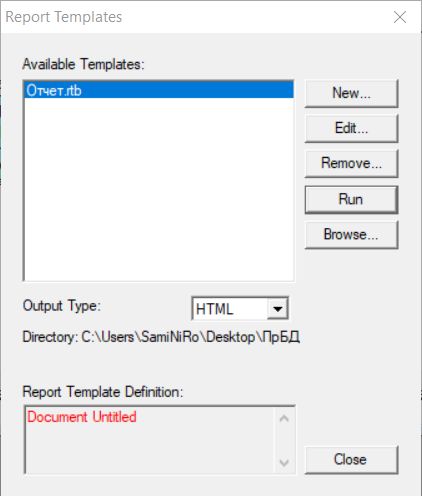 Report Templates
Available Templates:
Отчет.rtb
New...
Edit...
Remove...
Run
Browse...
Output Type:
HTML
Directory: C:\Users\SamiNiRo\Desktop\ПрБД
Report Template Definition:
Document Untitled
Close